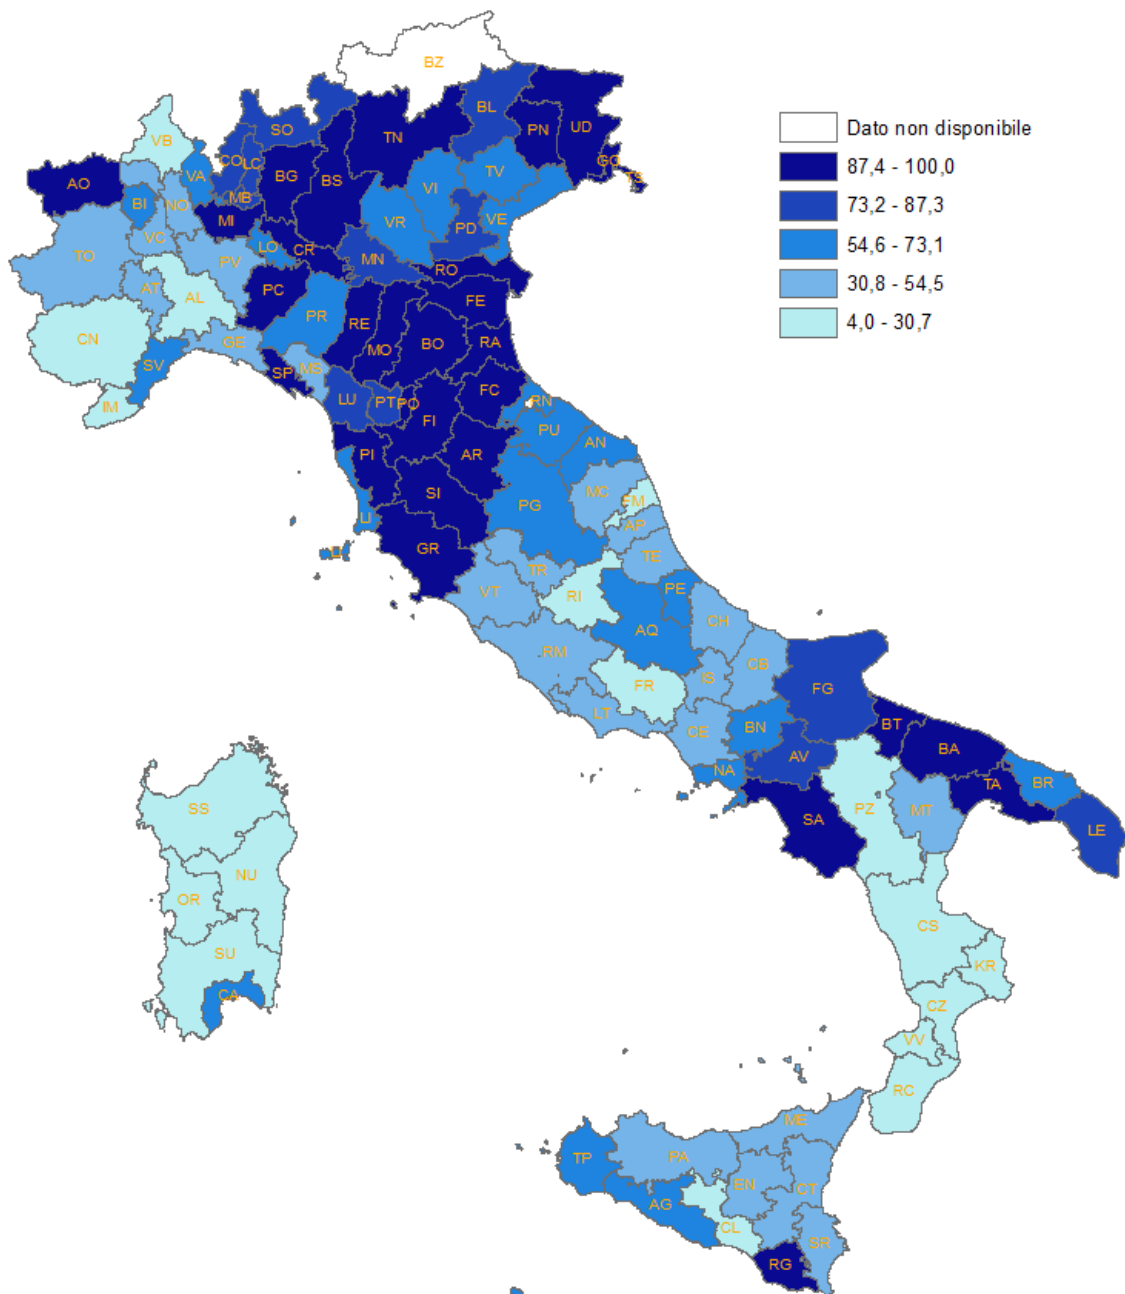 Dato non disponibile
87,4 - 100,0
73,2 - 87,3
54,6 - 73,1
30,8 - 54,5
4,0 - 30,7
BZ
BL
TN
PN
UD
GO
TS
VB
SO
CO
LC
VA
BG
BS
AO
BI
NO
MB
MI
VI
TV
VR
PD
VE
VC
LO
CR
MN
RO
TO
PV
AT
AL
PC
PR
RE
MO
BO
FE
RA
CN
GE
SV
SP
MS
IM
LU
PT
PO
FI
FC
RN
PU
AN
PI
AR
SI
LI
PG
MC
FM
AP
GR
LI
TE
TR
VT
RI
PE
AQ
CH
RM
FR
IS
CB
LT
CE
BN
FG
BT
BA
AV
NA
SA
PZ
MT
TA
BR
LE
SS
NU
OR
SU
CA
CS
KR
CZ
VV
RC
ME
TP
PA
EN
CT
AG
CL
SR
RG